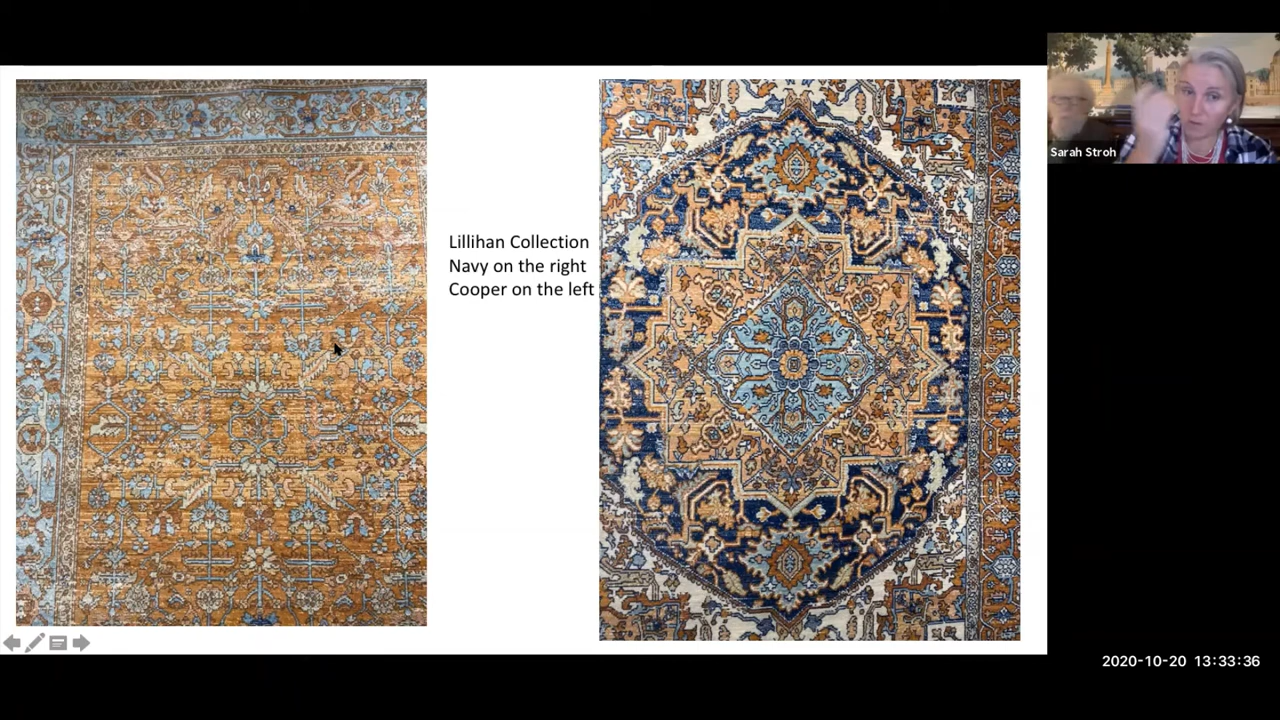 Lillihan Collection
Navy on the right
Cooper on the left
Sarah Stroh
2020-10-20 13:33:36